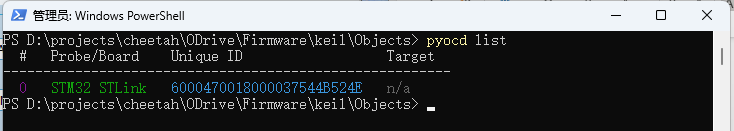 管理员: Windows PowerShell
PS D:\projects\cheetah\ODrive\Firmware\keil\Objects> pyocd list
  #   Probe/Board   Unique ID                  Target
--------------------------------------------------------
  0   STM32 STLink   6000470018000037544B524E   n/a
PS D:\projects\cheetah\ODrive\Firmware\keil\Objects>